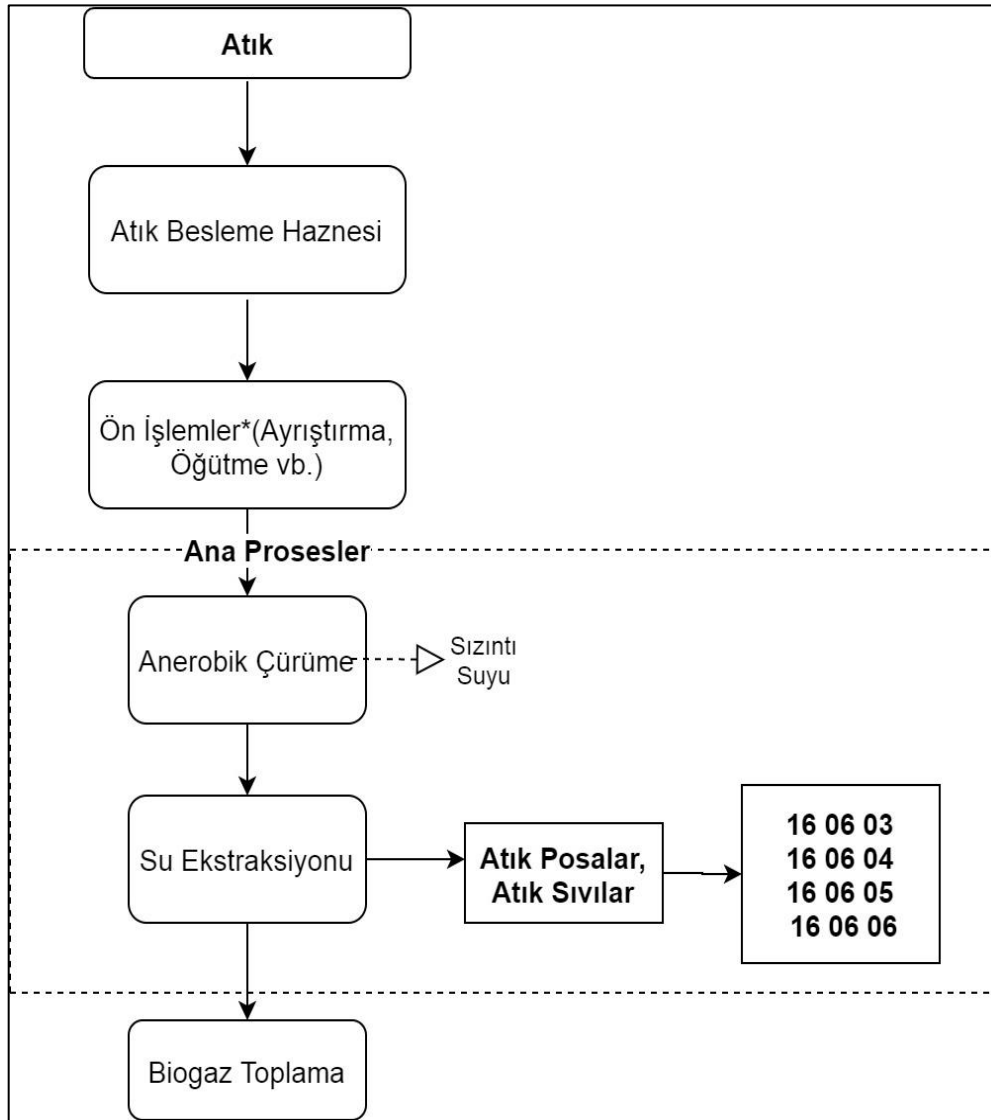 Atık
Atık Besleme Haznesi
Ön İşlemler*(Ayrıştırma,
Öğütme vb.)
Ana Prosesler
Anerobik Çürüme
Sızıntı
Suyu
Su Ekstraksiyonu
Atık Posalar,
Atık Sıvılar
16 06 03
16 06 04
16 06 05
16 06 06
Biogaz Toplama